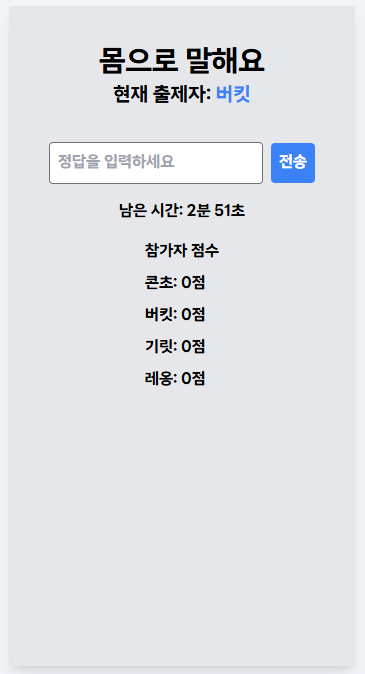 몸으로 말해요
현재 출제자: 버킷
정답을 입력하세요 전송
남은 시간: 2분 51초
참가자 점수
콘초: 0점
버킷: 0점
기릿: 0점
레옹: 0점